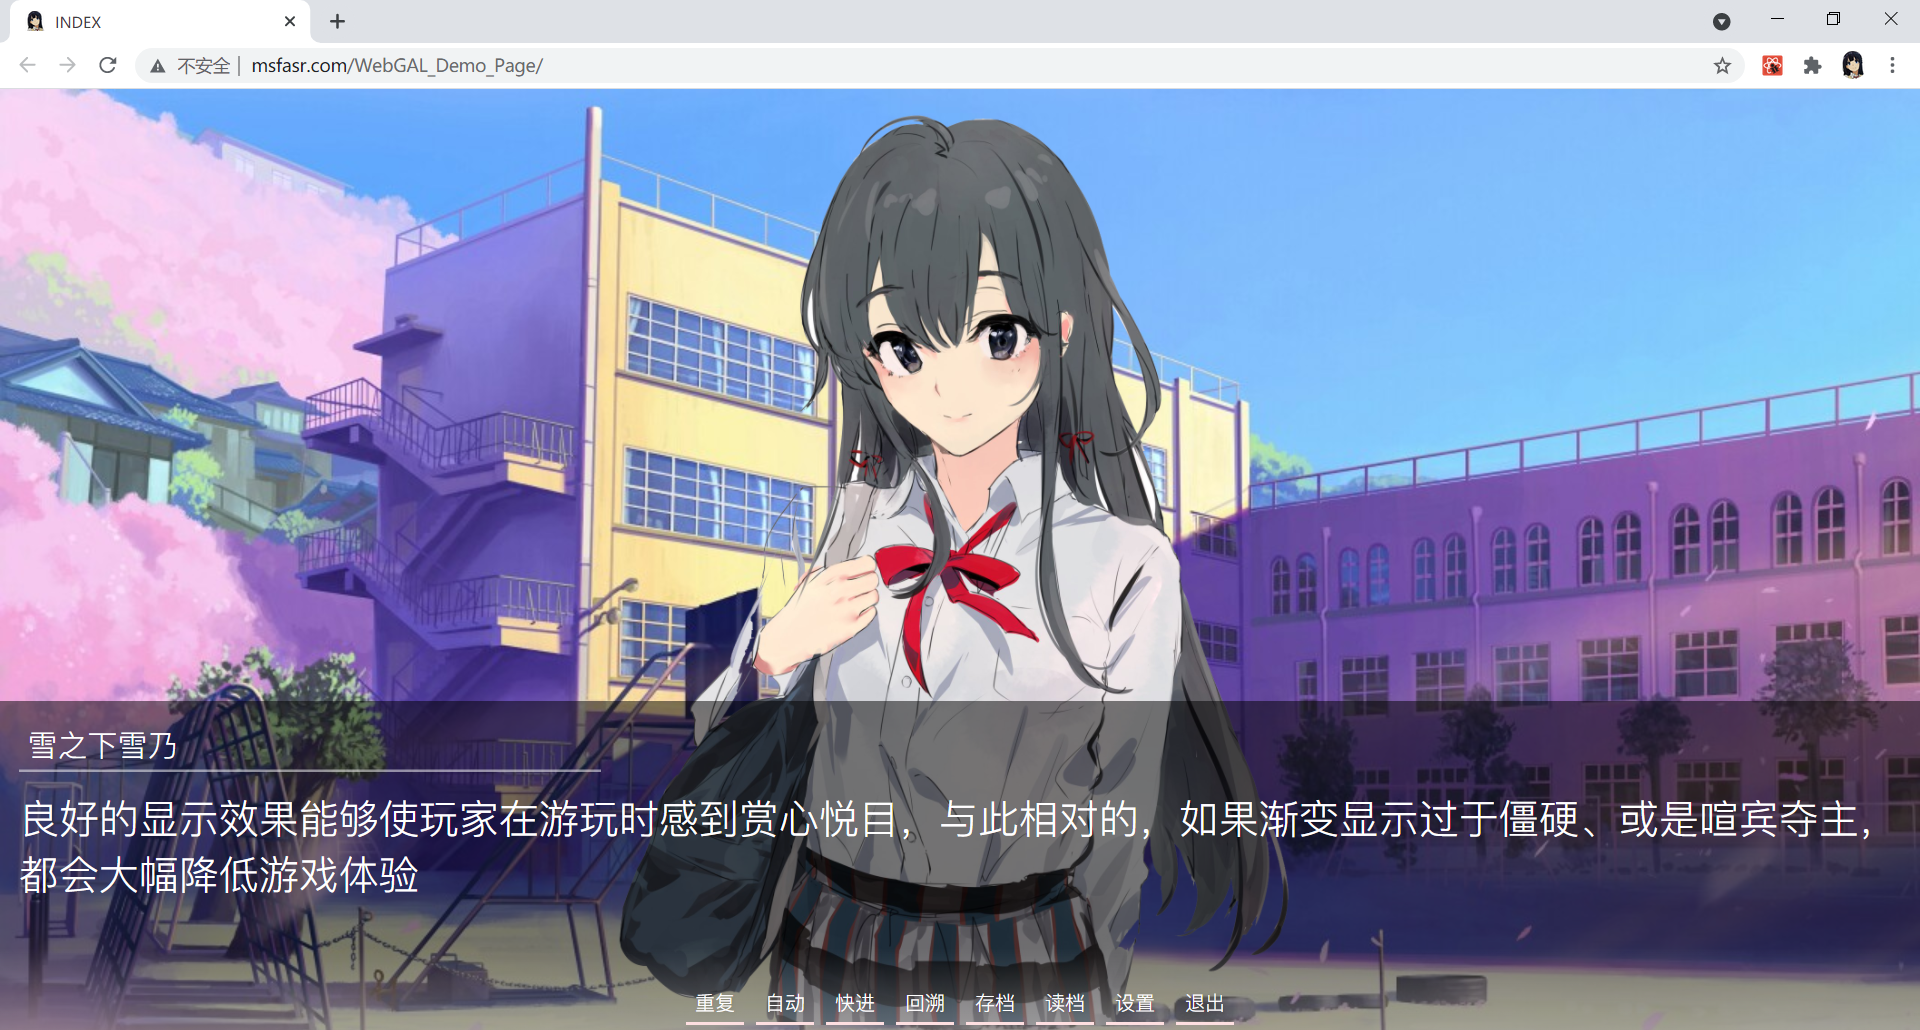 INDEX
不安全 | msfasr.com/WebGAL_Demo_Page/
雪之下雪乃
良好的显示效果能够使玩家在游玩时感到赏心悦目，与此相对的，如果渐变显示过于僵硬、或是喧宾夺主，
都会大幅降低游戏体验
重复 自动 快进 回溯 存档 读档 设置 退出